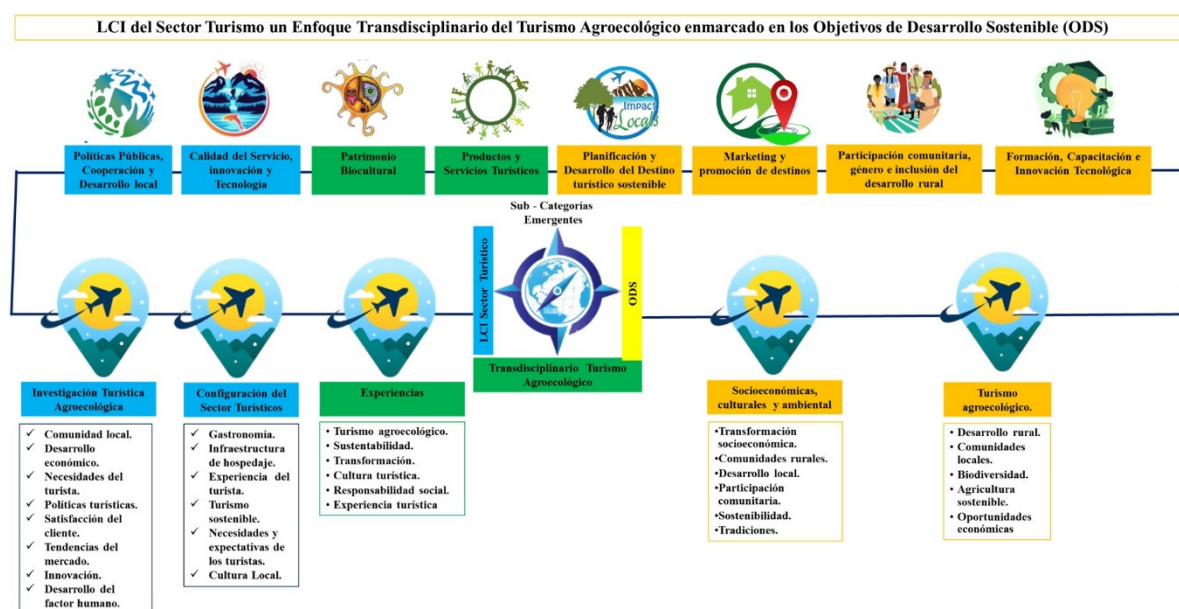 LCI del Sector Turismo un Enfoque Transdisciplinario del Turismo Agroecológico enmarcado en los Objetivos de Desarrollo Sostenible (ODS)
Impact
Locals
Políticas Públicas,
Cooperación y
Desarrollo local
Calidad del Servicio,
innovación y
Tecnología
Patrimonio
Biocultural
Productos y
Servicios Turísticos
Planificación y
Desarrollo del Destino
turístico sostenible
Marketing y
promoción de destinos
Participación comunitaria,
género e inclusión del
desarrollo rural
Formación, Capacitación e
Innovación Tecnológica
Sub - Categorías
Emergentes
LCI Sector Turístico
ODS
Transdisciplinario Turismo
Agroecológico
Investigación Turística
Agroecológica
✓ Comunidad local.
✓ Desarrollo
económico.
✓ Necesidades del
turista.
✓ Políticas turísticas.
✓ Satisfacción del
cliente.
✓ Tendencias del
mercado.
✓ Innovación.
✓ Desarrollo del
factor humano.
Configuración del
Sector Turísticos
✓ Gastronomía.
✓ Infraestructura
de hospedaje.
✓ Experiencia del
turista.
✓ Turismo
sostenible.
✓ Necesidades y
expectativas de
los turistas.
✓ Cultura Local.
Experiencias
• Turismo agroecológico.
• Sustentabilidad.
• Transformación.
• Cultura turística.
• Responsabilidad social.
• Experiencia turística
Socioeconómicas,
culturales y ambiental
•Transformación
socioeconómica.
•Comunidades rurales.
•Desarrollo local.
•Participación
comunitaria.
•Sostenibilidad.
•Tradiciones.
Turismo
agroecológico.
• Desarrollo rural.
• Comunidades
locales.
• Biodiversidad.
• Agricultura
sostenible.
• Oportunidades
económicas